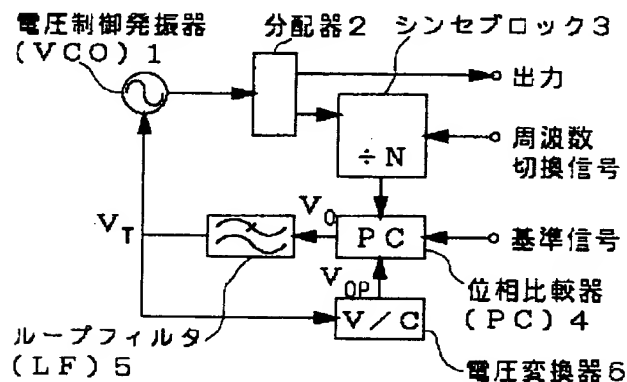 電圧制御発振器
(VCO)1
分配器2
シンセブロック3
出力
÷N
周波数
切換信号
VT
VO
PC
基準信号
VOP
位相比較器
(PC)4
V/C
ループフィルタ
(LF)5
電圧変換器6